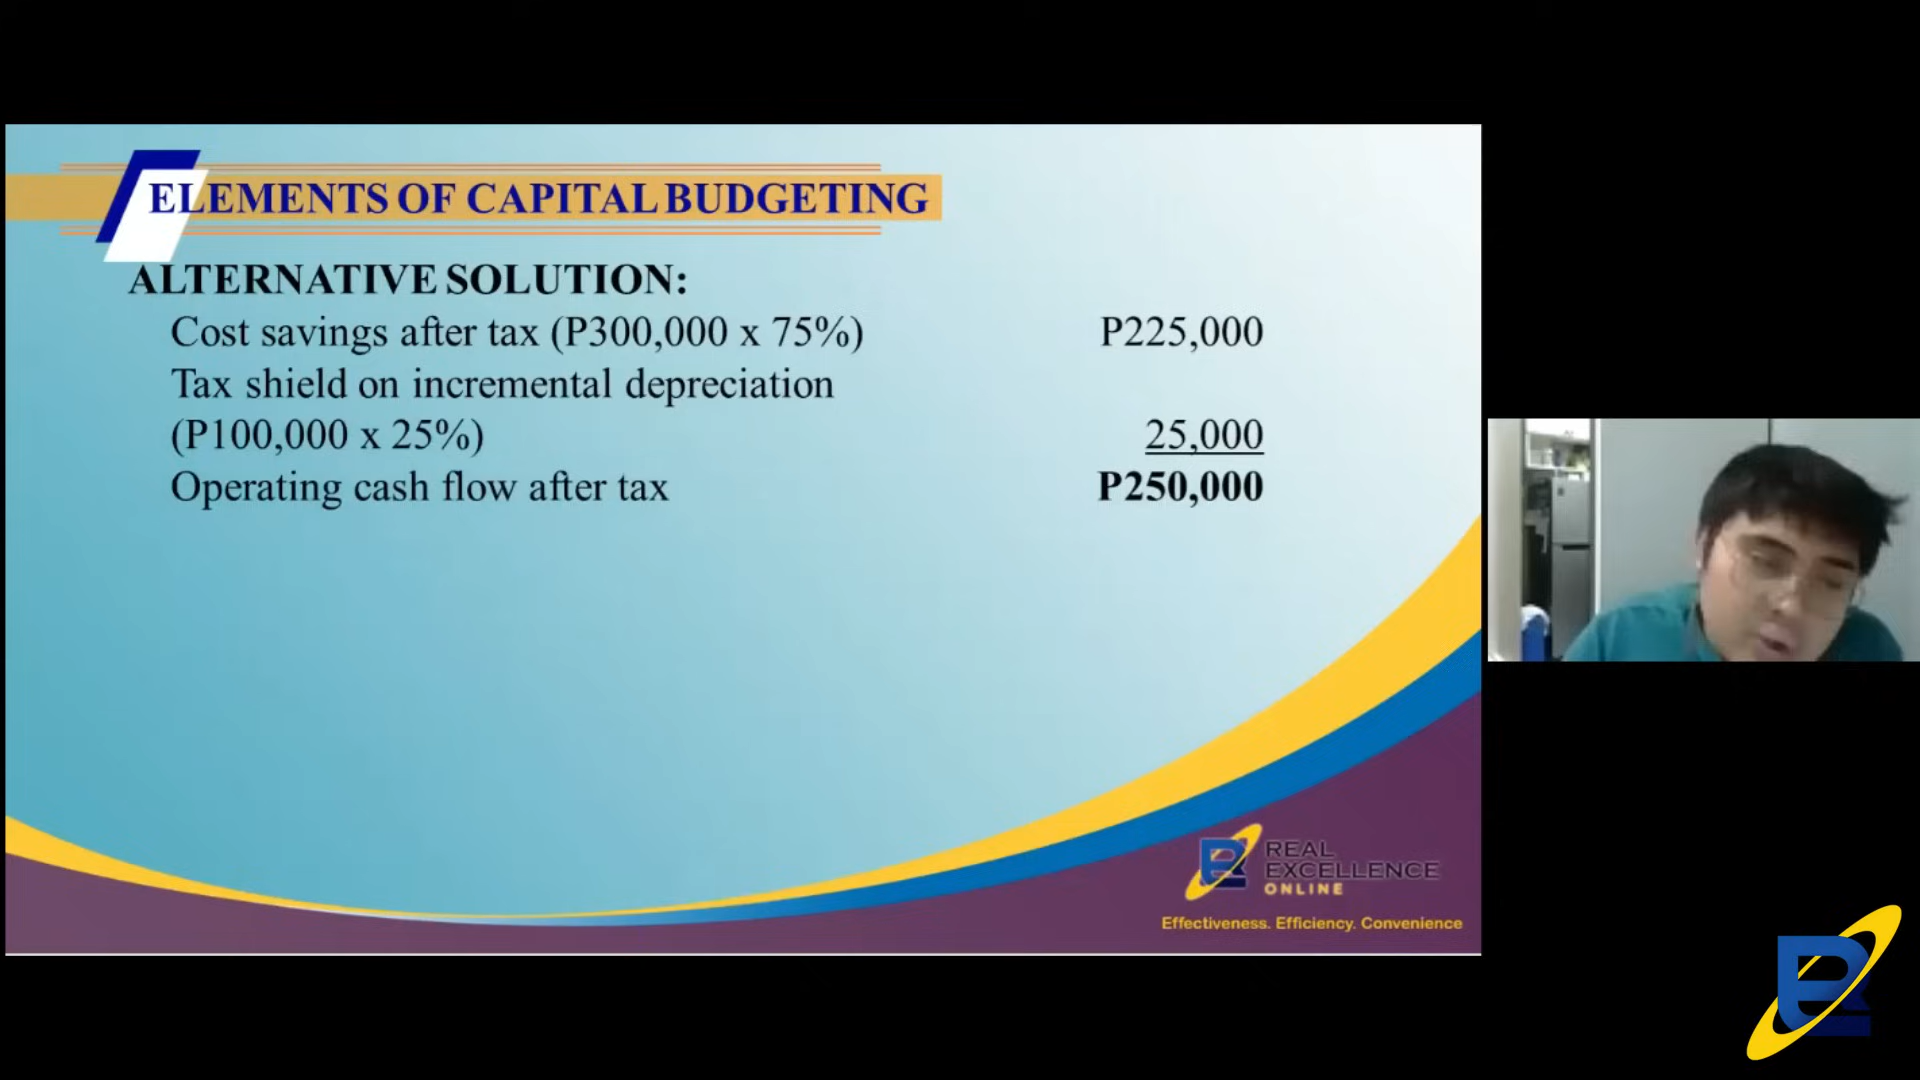 ELEMENTS OF CAPITAL BUDGETING
ALTERNATIVE SOLUTION:
Cost savings after tax (P300,000 x 75%) P225,000
Tax shield on incremental depreciation
(P100,000 x 25%) 25,000
Operating cash flow after tax P250,000
REAL
EXCELLENCE
ONLINE
Effectiveness. Efficiency. Convenience